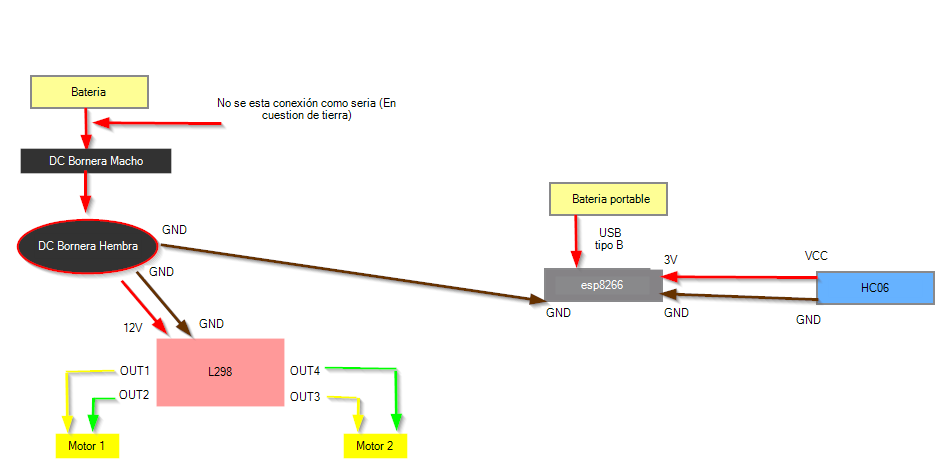 Bateria
No se esta conexión como seria (En
cuestion de tierra)
DC Bornera Macho
Bateria portable
DC Bornera Hembra
GND
USB
tipo B
GND
3V
VCC
esp8266
HC06
12V
GND
GND
GND
GND
L298
OUT1
OUT2
OUT4
OUT3
Motor 1
Motor 2